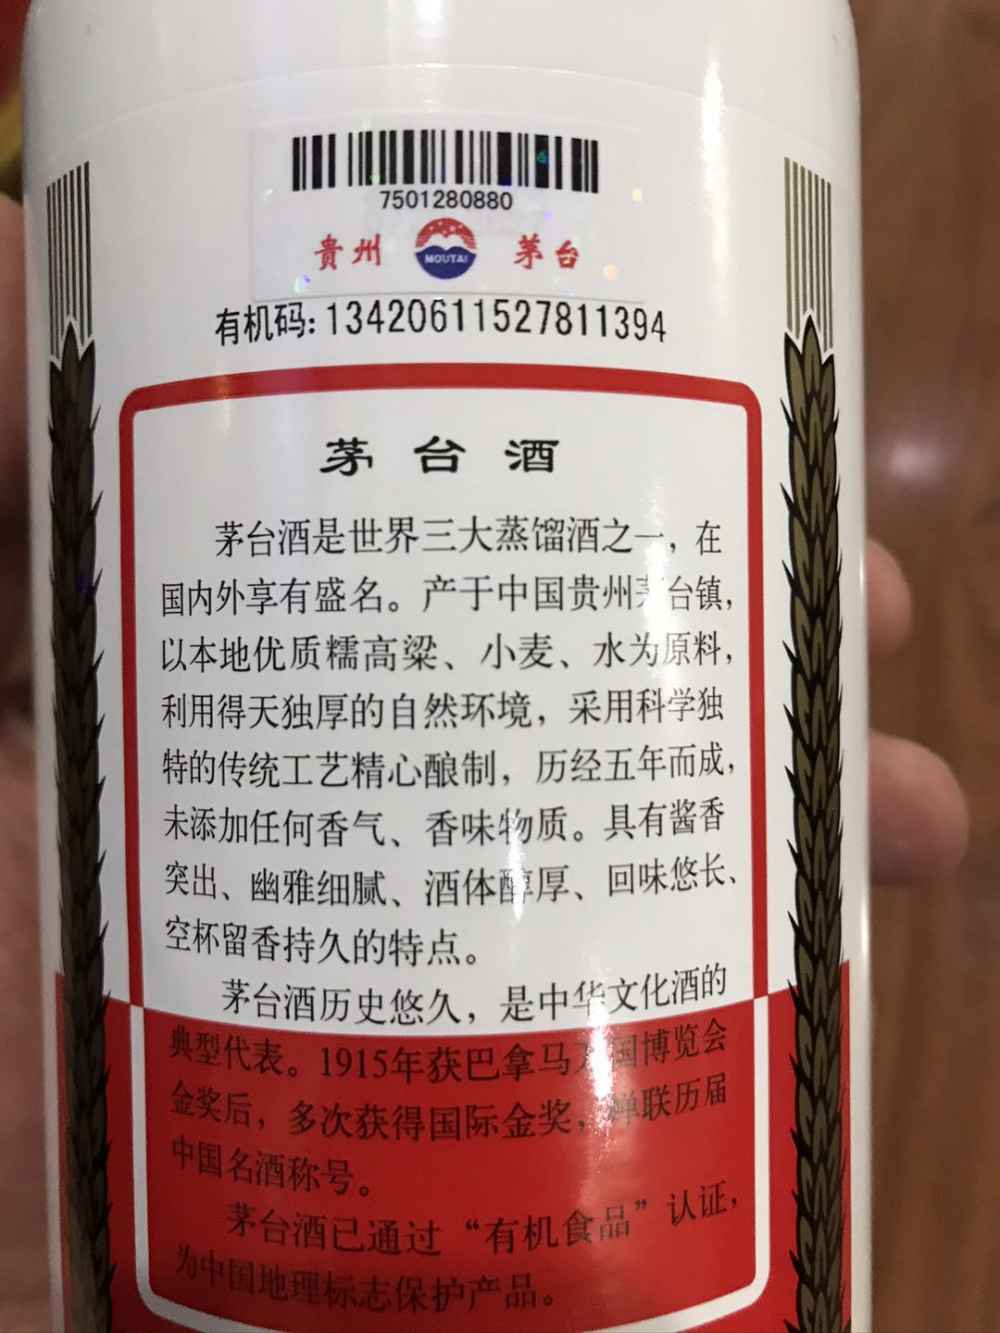 7501280880
贵州 MOUTAI 茅台
有机码:13420611527811394
茅台酒
茅台酒是世界三大蒸馏酒之一，在
国内外享有盛名。产于中国贵州茅台镇，
以本地优质糯高粱、小麦、水为原料，
利用得天独厚的自然环境，采用科学独
特的传统工艺精心酿制，历经五年而成，
未添加任何香气、香味物质。具有酱香
突出、幽雅细腻、酒体醇厚、回味悠长、
空杯留香持久的特点。
茅台酒历史悠久，是中华文化酒的
典型代表。1915年获巴拿马万国博览会
金奖后，多次获得国际金奖，蝉联历届
中国名酒称号。
茅台酒已通过“有机食品”认证，
为中国地理标志保护产品。